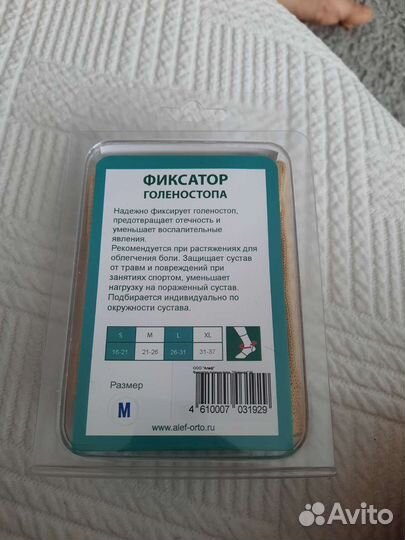 ФИКСАТОР
ГОЛЕНОСТОПА
Надежно фиксирует голеностоп,
предотвращает отечность и
уменьшает воспалительные
явления.
Рекомендуется при растяжениях для
облегчения боли. Защищает сустав
от травм и повреждений при
занятиях спортом, уменьшает
нагрузку на пораженный сустав.
Подбирается индивидуально по
окружности сустава.
S M L XL
16-21 21-26 26-31 31-37
ООО "Алеф"
Размер
M
4 610007 031929
www.alef-orto.ru
Avito